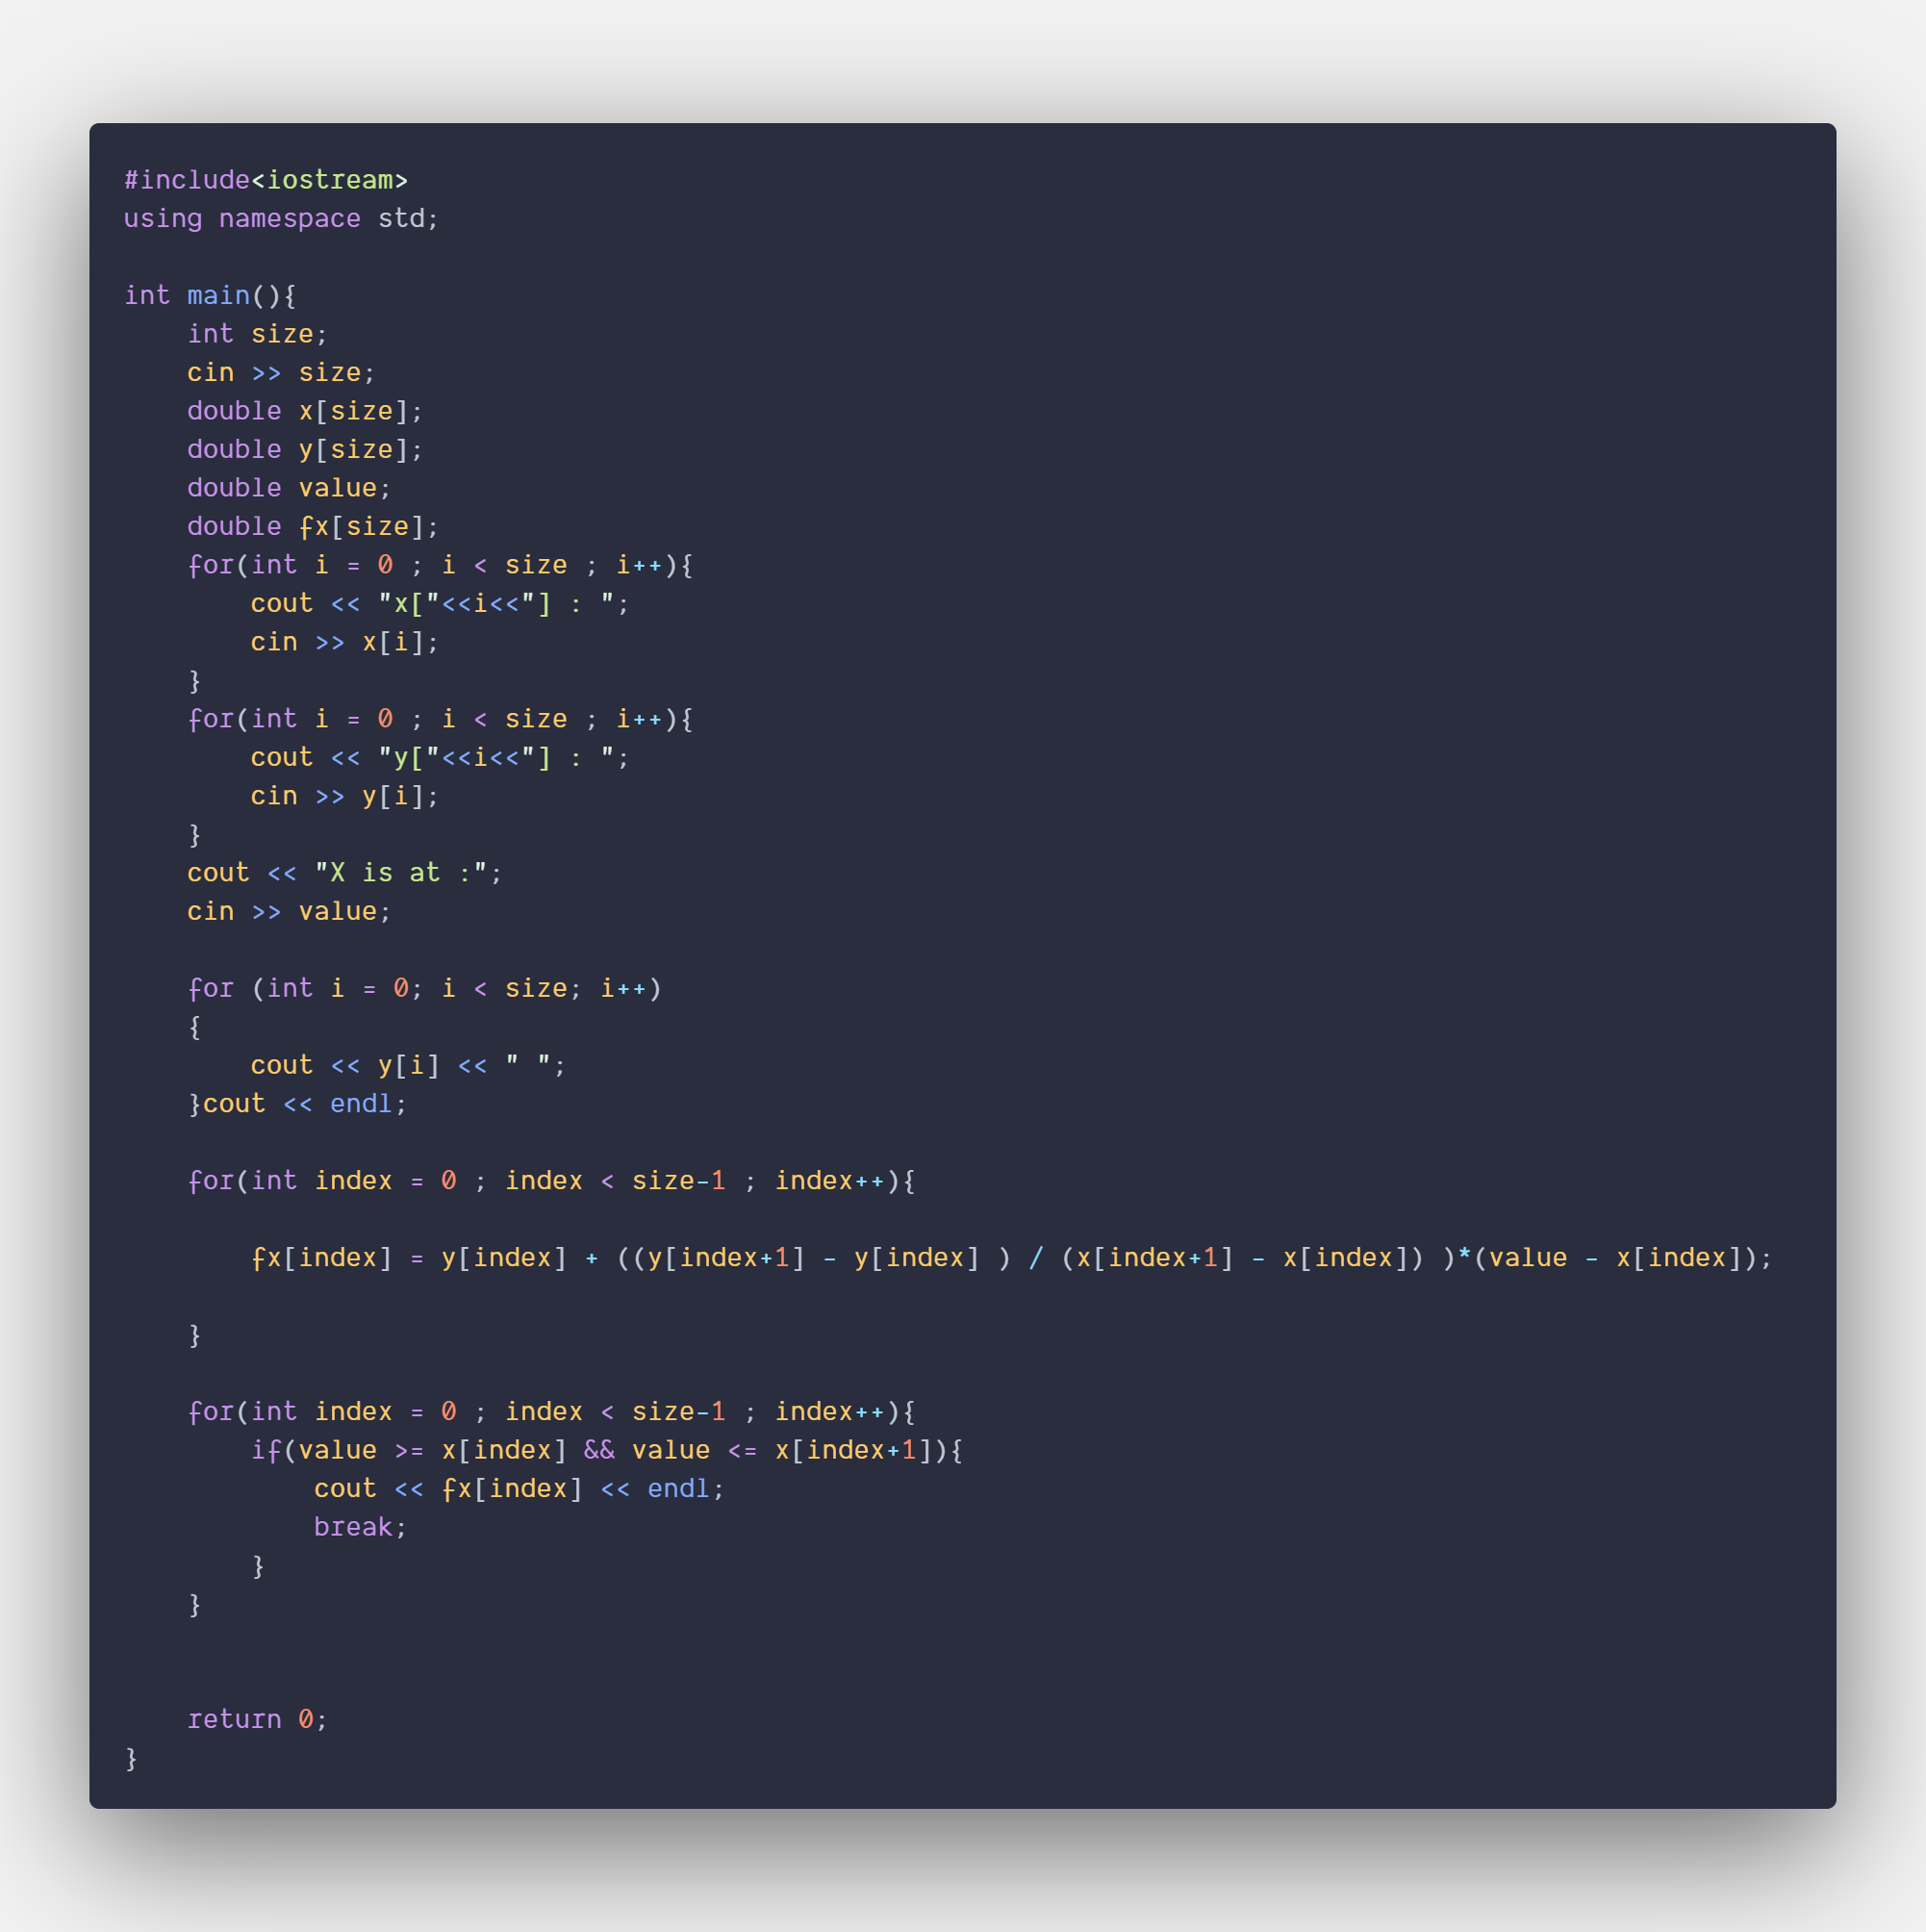 #include<iostream>
using namespace std;

int main(){
    int size;
    cin >> size;
    double x[size];
    double y[size];
    double value;
    double fx[size];
    for(int i = 0 ; i < size ; i++){
        cout << "x["<<i<<"] : ";
        cin >> x[i];
    }
    for(int i = 0 ; i < size ; i++){
        cout << "y["<<i<<"] : ";
        cin >> y[i];
    }
    cout << "X is at :";
    cin >> value;

    for (int i = 0; i < size; i++)
    {
        cout << y[i] << " ";
    }cout << endl;

    for(int index = 0 ; index < size-1 ; index++){

        fx[index] = y[index] + ((y[index+1] - y[index] ) / (x[index+1] - x[index]) )*(value - x[index]);

    }

    for(int index = 0 ; index < size-1 ; index++){
        if(value >= x[index] && value <= x[index+1]){
            cout << fx[index] << endl;
            break;
        }
    }


    return 0;
}